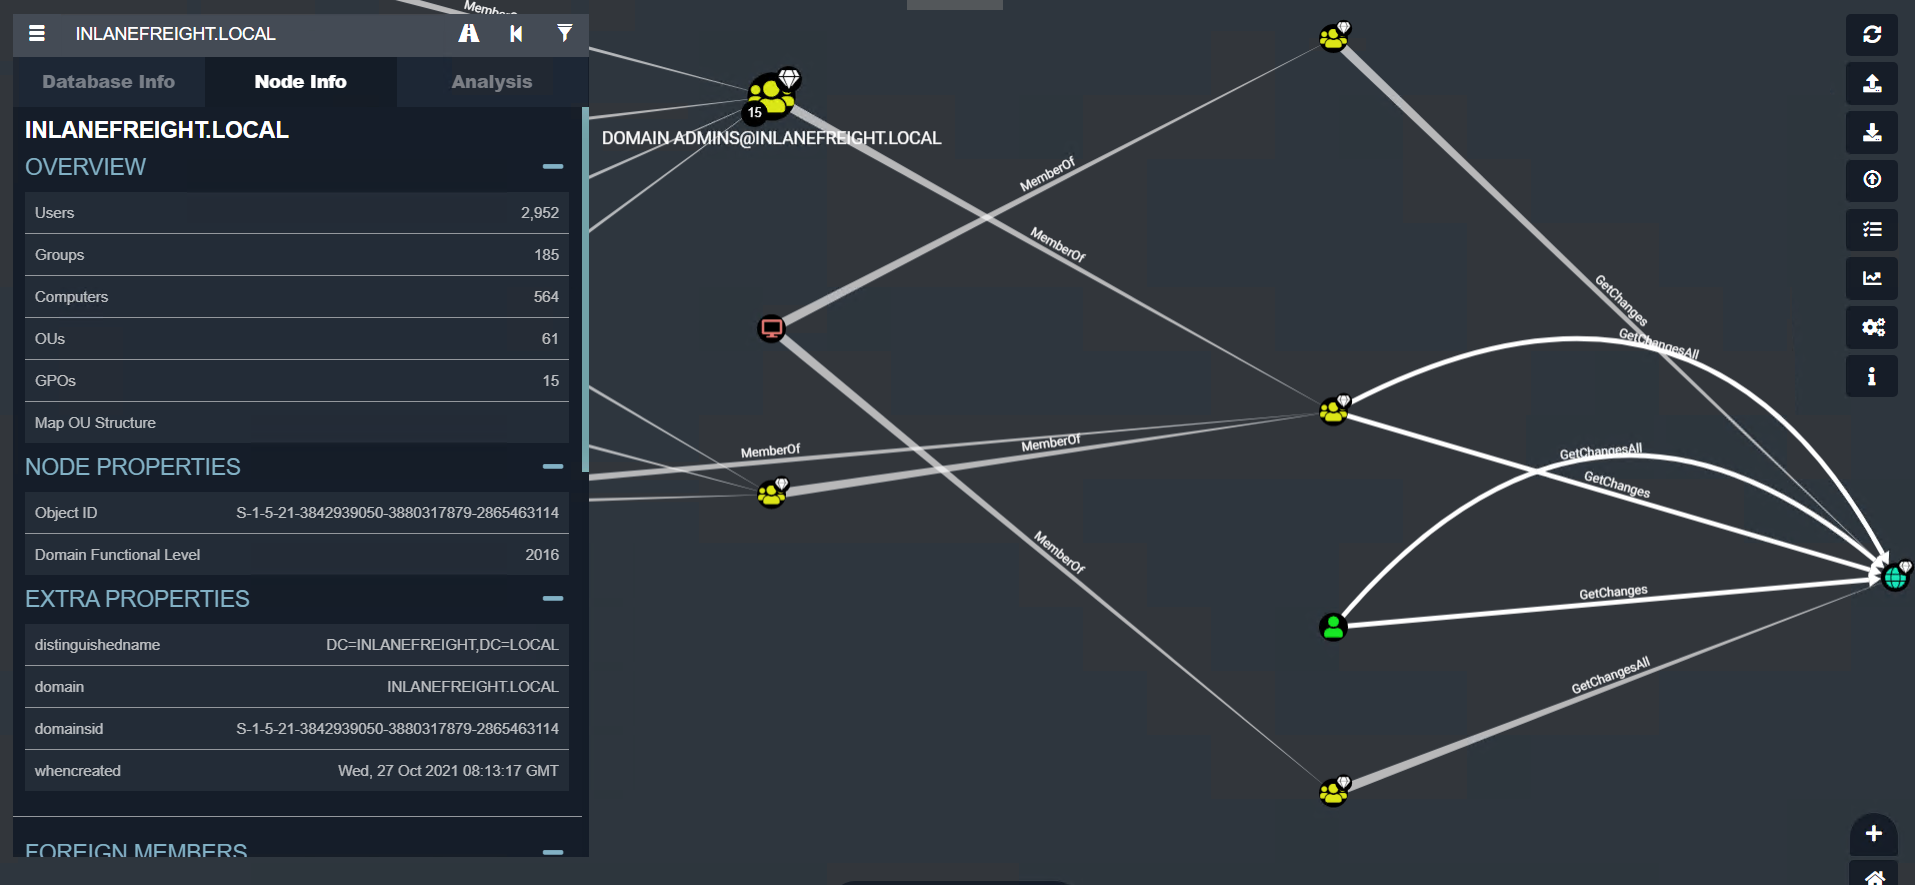 INLANEFREIGHT.LOCAL
Database Info
Node Info
Analysis
INLANEFREIGHT.LOCAL
OVERVIEW
Users 2,952
Groups 185
Computers 564
OUs 61
GPOs 15
Map OU Structure
NODE PROPERTIES
Object ID S-1-5-21-3842939050-3880317879-2865463114
Domain Functional Level 2016
EXTRA PROPERTIES
distinguishedname DC=INLANEFREIGHT,DC=LOCAL
domain INLANEFREIGHT.LOCAL
domainsid S-1-5-21-3842939050-3880317879-2865463114
whencreated Wed, 27 Oct 2021 08:13:17 GMT
FOREIGN MEMBERS
MemberOf
15
DOMAIN ADMINS@INLANEFREIGHT.LOCAL
MemberOf
MemberOf
GetChanges
GetChangesAll
MemberOf
MemberOf
GetChangesAll
GetChanges
MemberOf
GetChanges
GetChangesAll